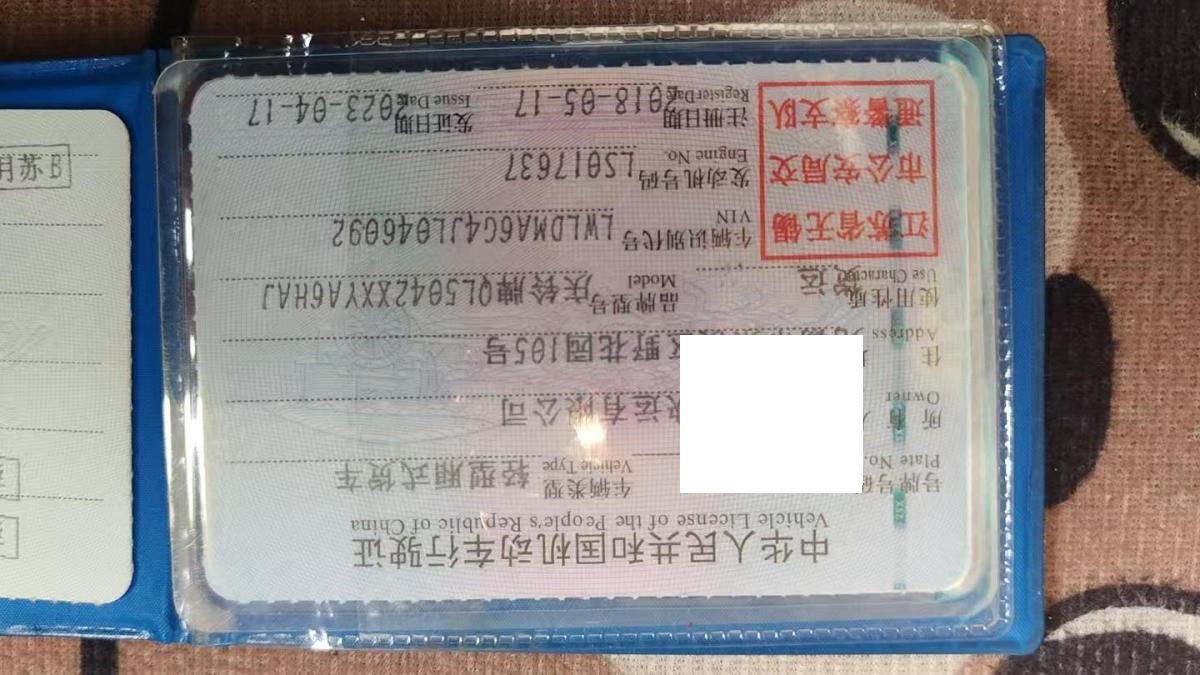 中华人民共和国机动车行驶证
Vehicle License of the People's Republic of China
号牌号码
Plate No.
车辆类型 轻型厢式货车
Vehicle Type
所有人 运有限公司
Owner
住 野花园105号
Address
使用性质 货运
Use Character
品牌型号 庆铃牌QL5042XXYA6HAJ
Model
车辆识别代号 LWLDMA6G4JL046092
VIN
发动机号码 LS017637
Engine No.
注册日期 2018-05-17
RegisterDate
发证日期 2023-04-17
Issue Date
江苏省无锡
市公安局交
通警察支队
苏B